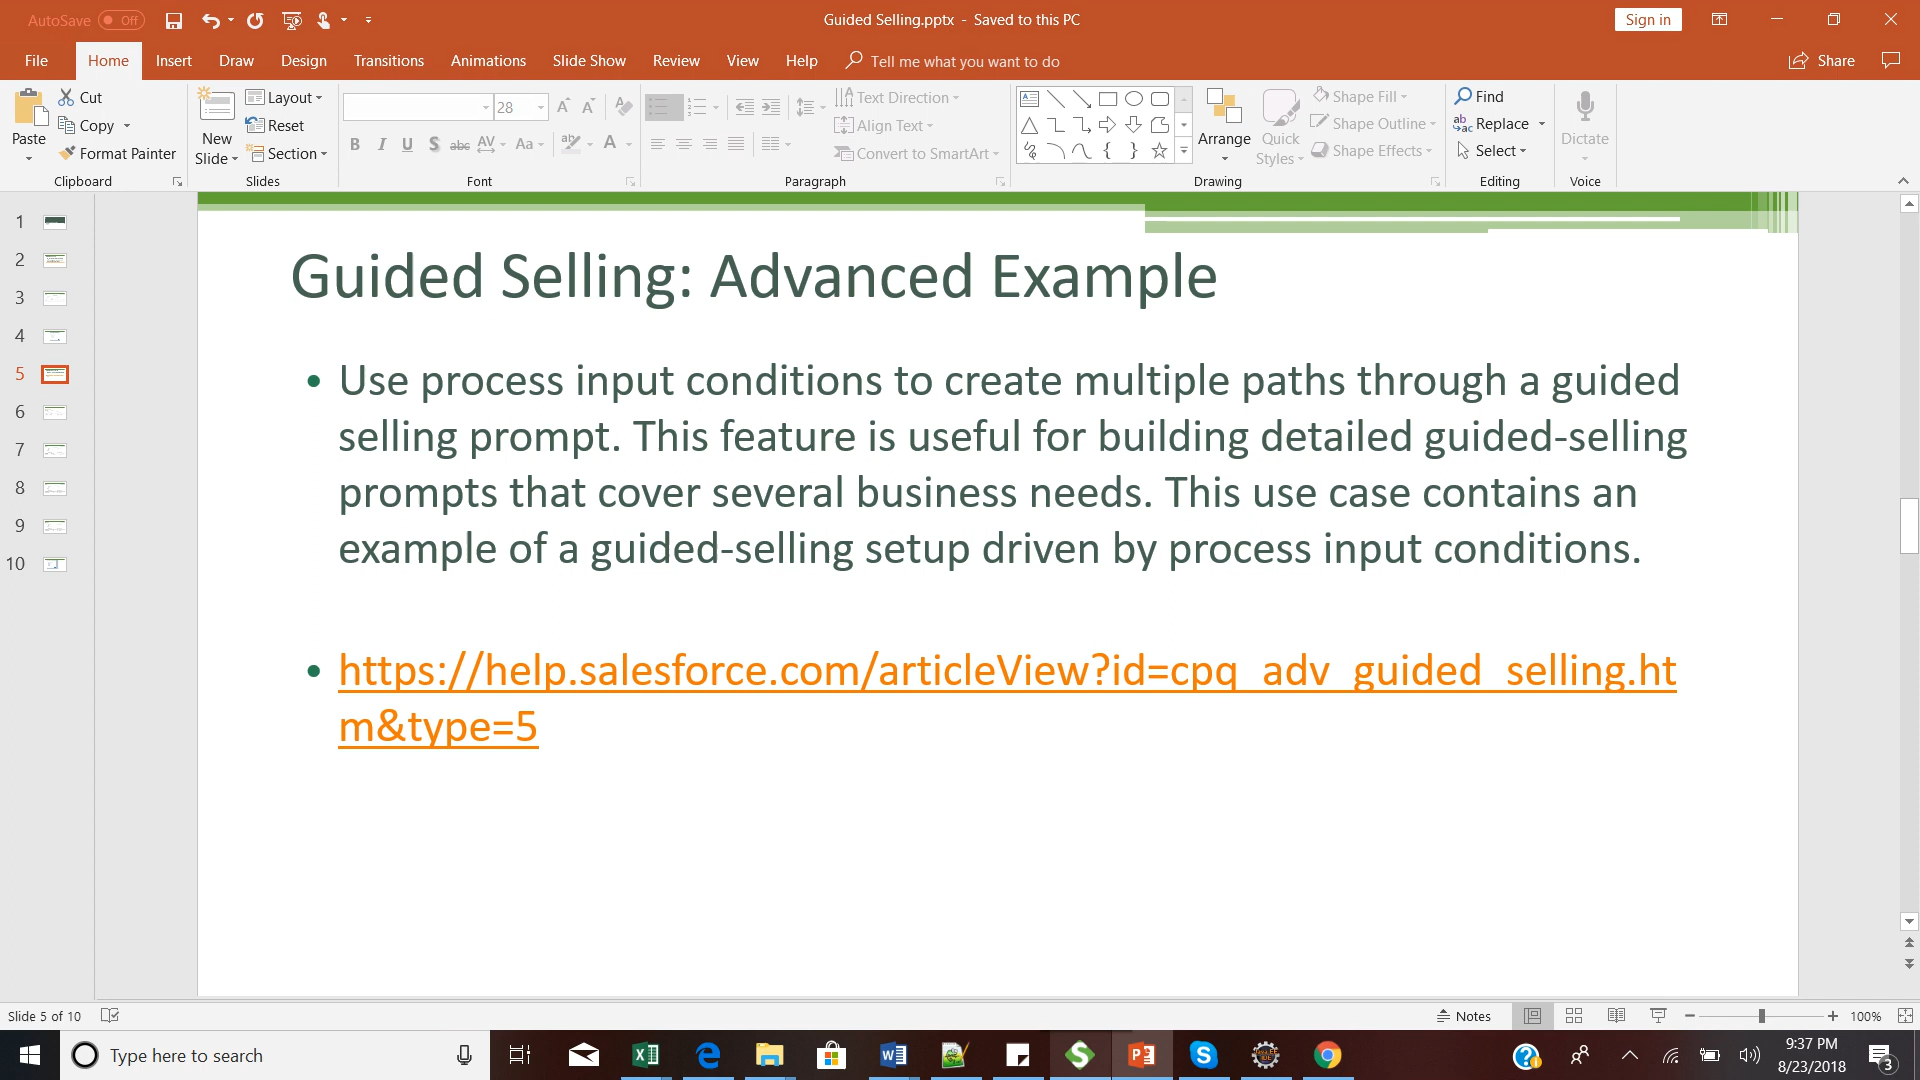 AutoSave Off
Guided Selling.pptx - Saved to this PC
Sign in
File Home Insert Draw Design Transitions Animations Slide Show Review View Help Tell me what you want to do Share
Paste Cut Copy Format Painter
Clipboard
New Slide Layout Reset Section
Slides
28
B I U S abc AV Aa A
Font
Text Direction
Align Text
Convert to SmartArt
Paragraph
Arrange
Quick Styles
Shape Fill
Shape Outline
Shape Effects
Drawing
Find
Replace
Select
Editing
Dictate
Voice
1
2
3
4
5
6
7
8
9
10
Guided Selling: Advanced Example
• Use process input conditions to create multiple paths through a guided
selling prompt. This feature is useful for building detailed guided-selling
prompts that cover several business needs. This use case contains an
example of a guided-selling setup driven by process input conditions.
• https://help.salesforce.com/articleView?id=cpq_adv_guided_selling.ht
m&type=5
Slide 5 of 10
Notes
100%
Type here to search
9:37 PM
8/23/2018
3